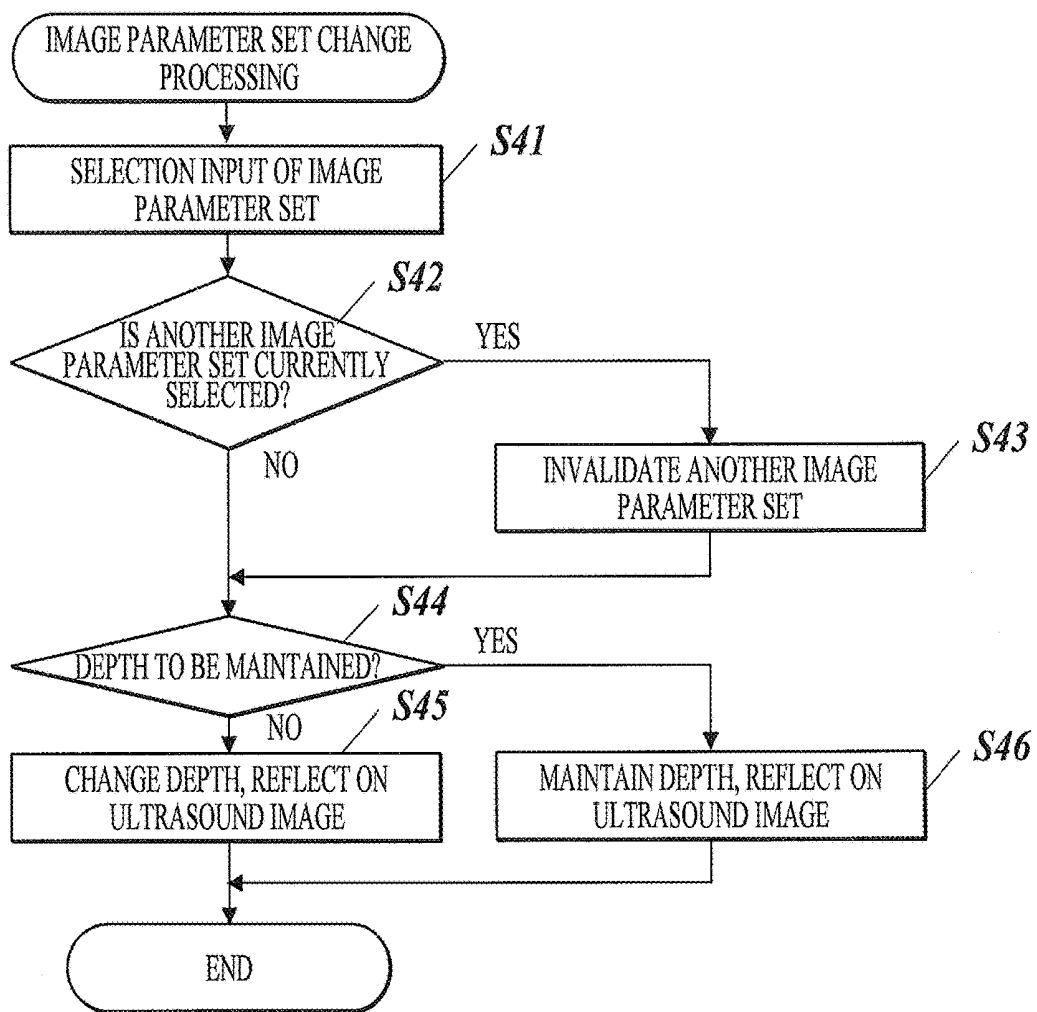 IMAGE PARAMETER SET CHANGE
PROCESSING
S41
SELECTION INPUT OF IMAGE
PARAMETER SET
S42
IS ANOTHER IMAGE
PARAMETER SET CURRENTLY
SELECTED?
YES
NO
S43
INVALIDATE ANOTHER IMAGE
PARAMETER SET
S44
DEPTH TO BE MAINTAINED?
YES
NO
S45
CHANGE DEPTH, REFLECT ON
ULTRASOUND IMAGE
S46
MAINTAIN DEPTH, REFLECT ON
ULTRASOUND IMAGE
END